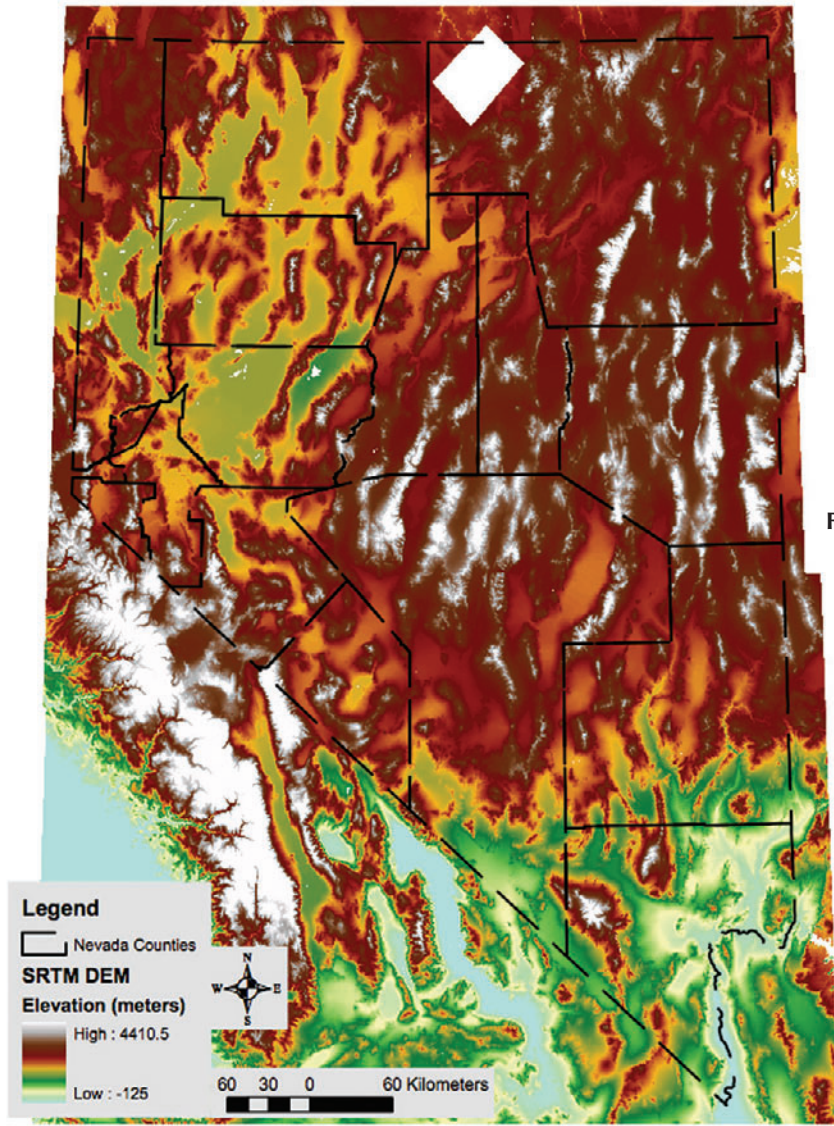 F
Legend
Nevada Counties
SRTM DEM
Elevation (meters)
High : 4410.5
Low : -125
N
W E
S
60 30 0 60 Kilometers